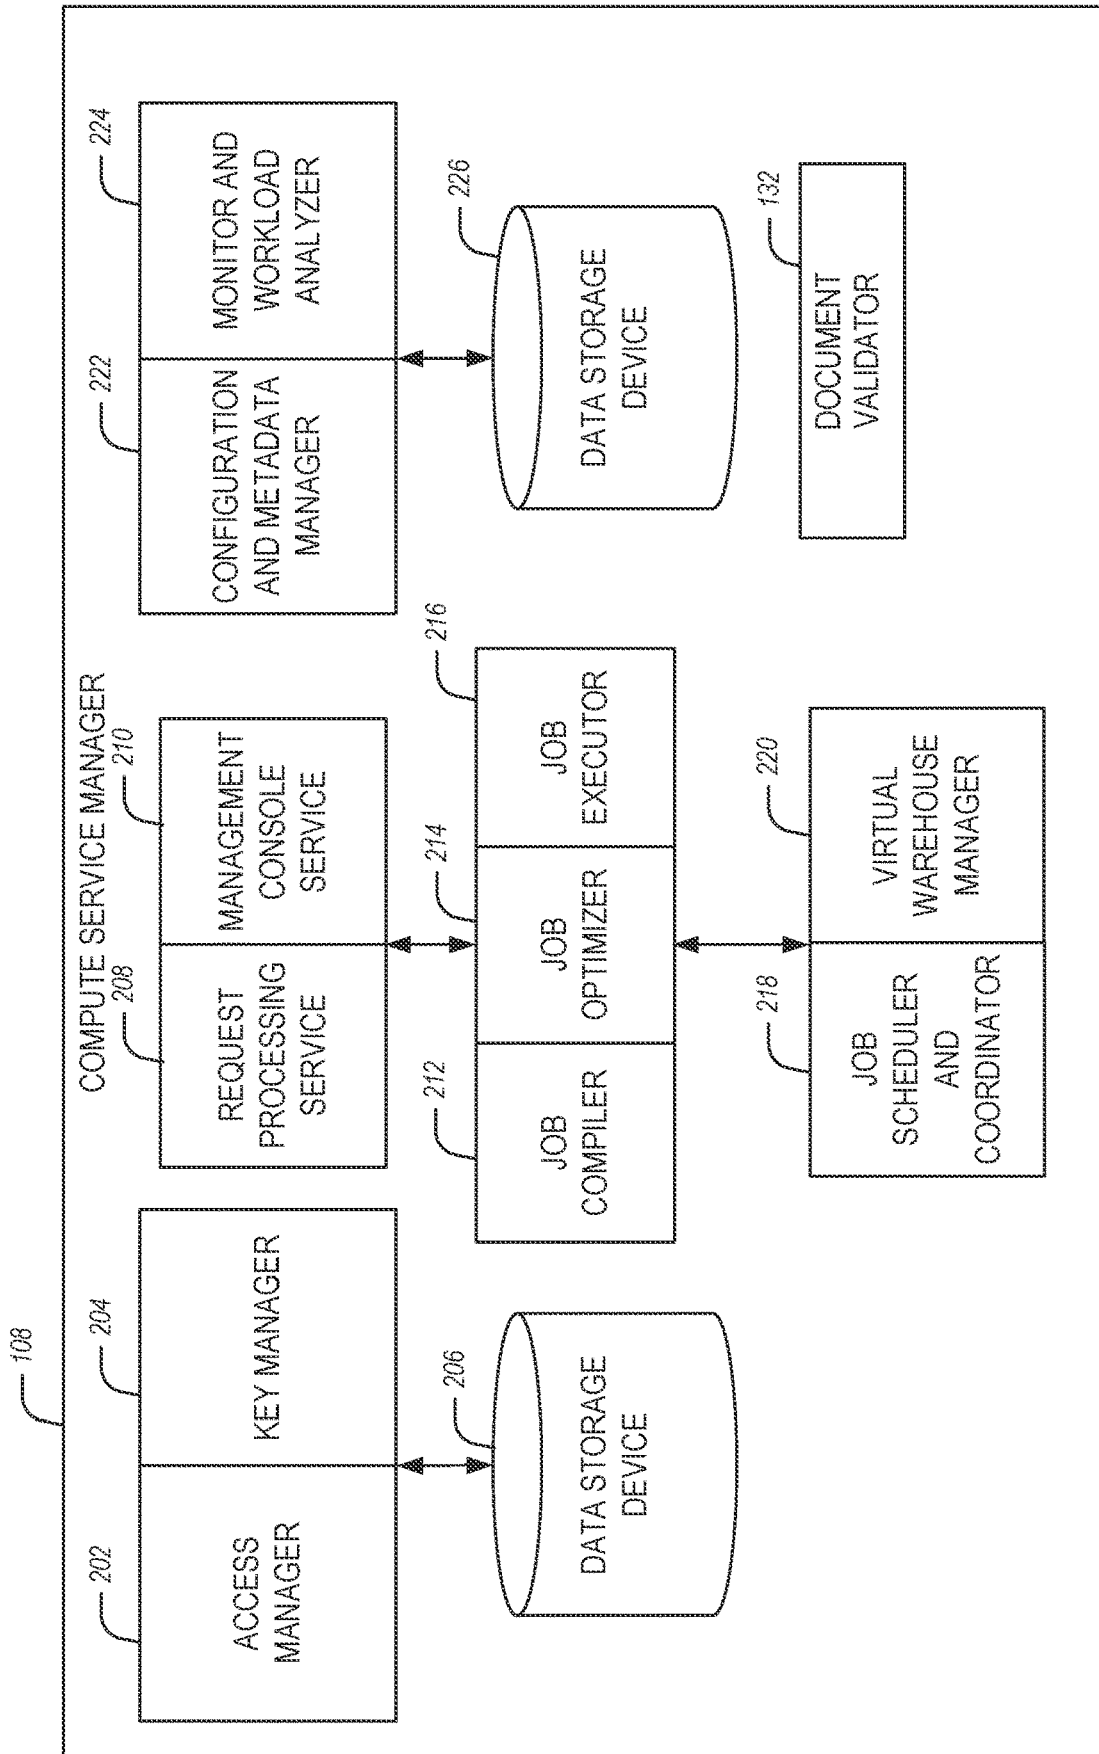 108
COMPUTE SERVICE MANAGER
202
ACCESS
MANAGER
204
KEY MANAGER
206
DATA STORAGE
DEVICE
208
REQUEST
PROCESSING
SERVICE
210
MANAGEMENT
CONSOLE
SERVICE
212
JOB
COMPILER
214
JOB
OPTIMIZER
216
JOB
EXECUTOR
218
JOB
SCHEDULER
AND
COORDINATOR
220
VIRTUAL
WAREHOUSE
MANAGER
222
CONFIGURATION
AND METADATA
MANAGER
224
MONITOR AND
WORKLOAD
ANALYZER
226
DATA STORAGE
DEVICE
132
DOCUMENT
VALIDATOR